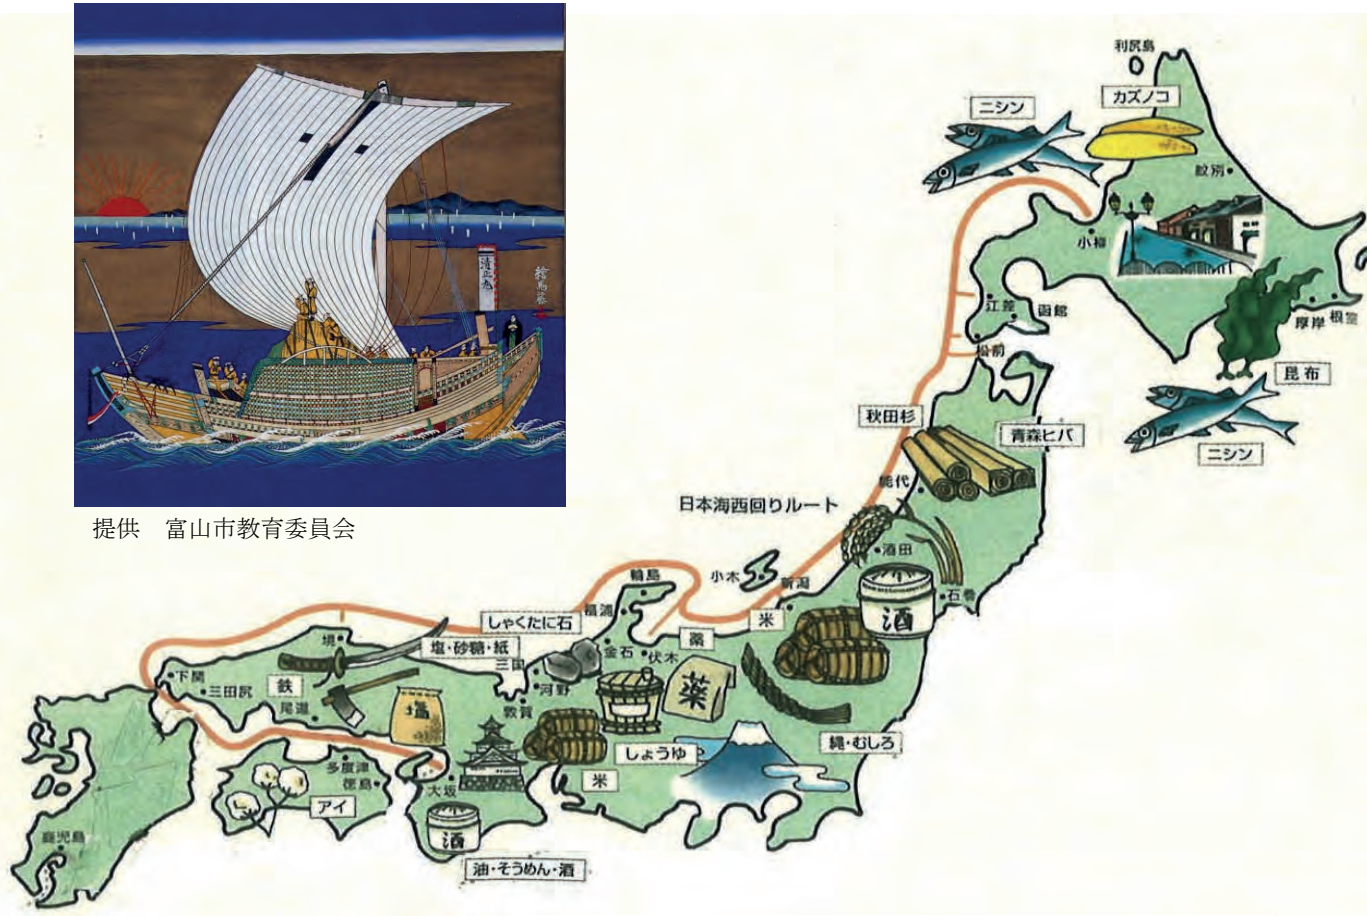 清正丸
提供　富山市教育委員会
利尻島
カズノコ
ニシン
紋別
小樽
江差
函館
松前
厚岸
根室
昆布
ニシン
秋田杉
青森ヒバ
能代
日本海西回りルート
酒田
石巻
酒
小木
新潟
米
輪島
福浦
しゃくたに石
薬
金石
伏木
三国
河野
敦賀
薬
縄・むしろ
しょうゆ
米
境
塩・砂糖・紙
鉄
下関
三田尻
尾道
塩
多度津
徳島
大坂
アイ
酒
油・そうめん・酒
鹿児島